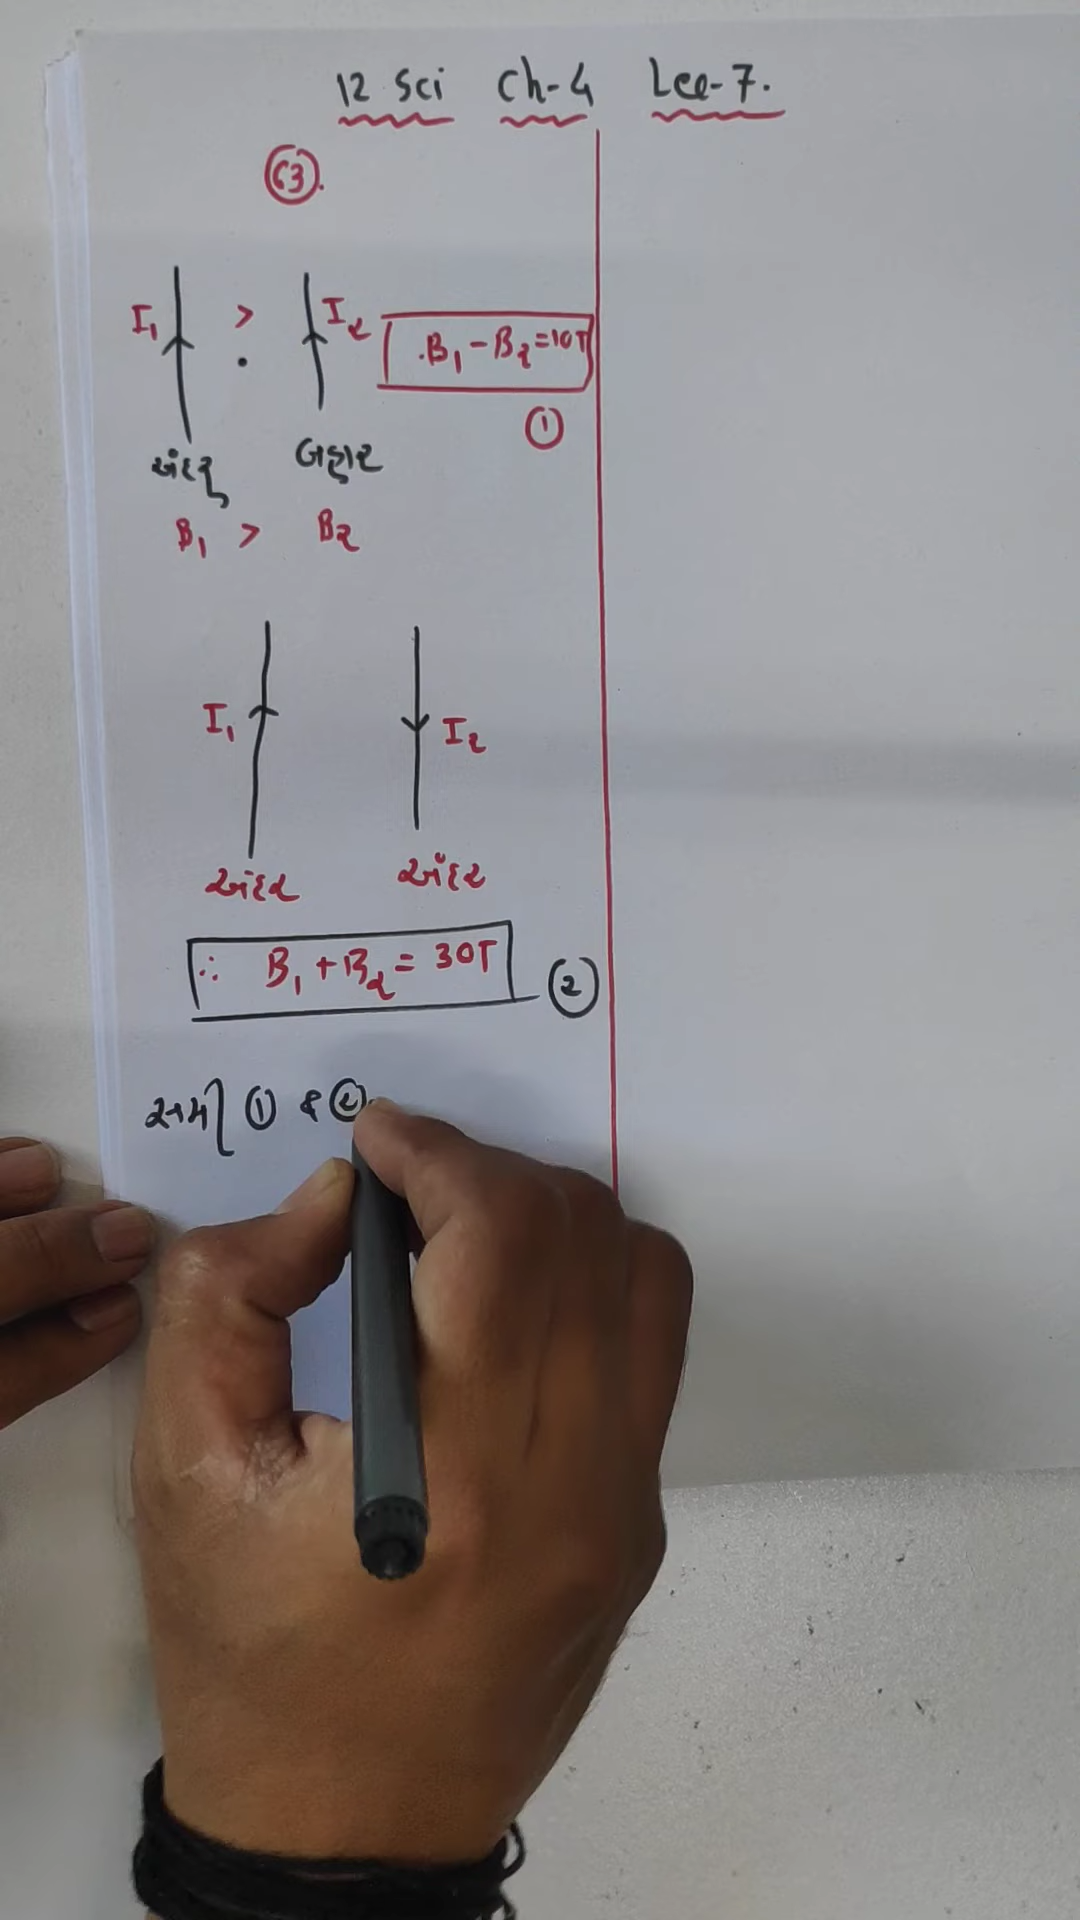 12 Sci Ch-4 Lec-7.
63.
I₁ > I₂
B₁ - B₂ = 10T
1
અંદર બહાર
B₁ > B₂
I₁ I₂
અંદર અંદર
∴ B₁ + B₂ = 30T
2
સમી 1 & 2